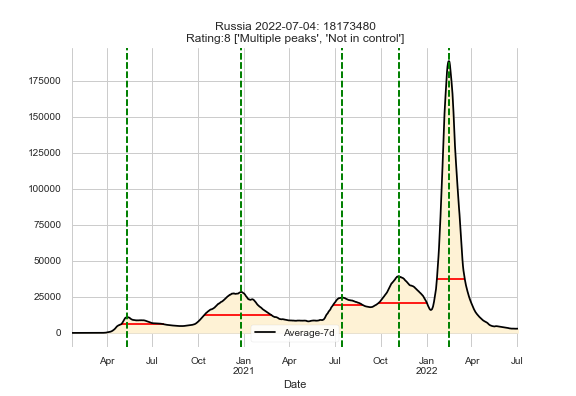 Russia 2022-07-04: 18173480
Rating:8 ['Multiple peaks', 'Not in control']
175000
150000
125000
100000
75000
50000
25000
0
Average-7d
Apr Jul Oct Jan Apr Jul Oct Jan Apr Jul
2021 2022
Date